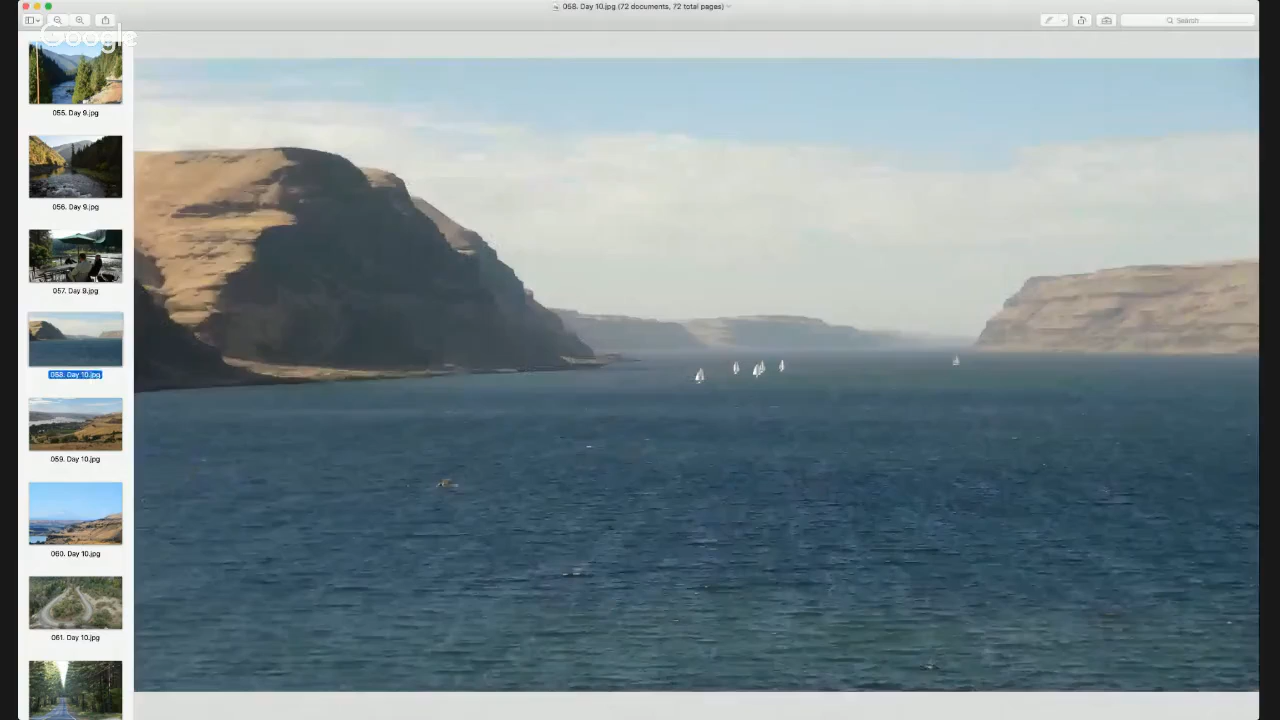 058. Day 10.jpg (72 documents, 72 total pages)
Search
Google
055. Day 9.jpg
056. Day 9.jpg
057. Day 9.jpg
058. Day 10.jpg
059. Day 10.jpg
060. Day 10.jpg
061. Day 10.jpg